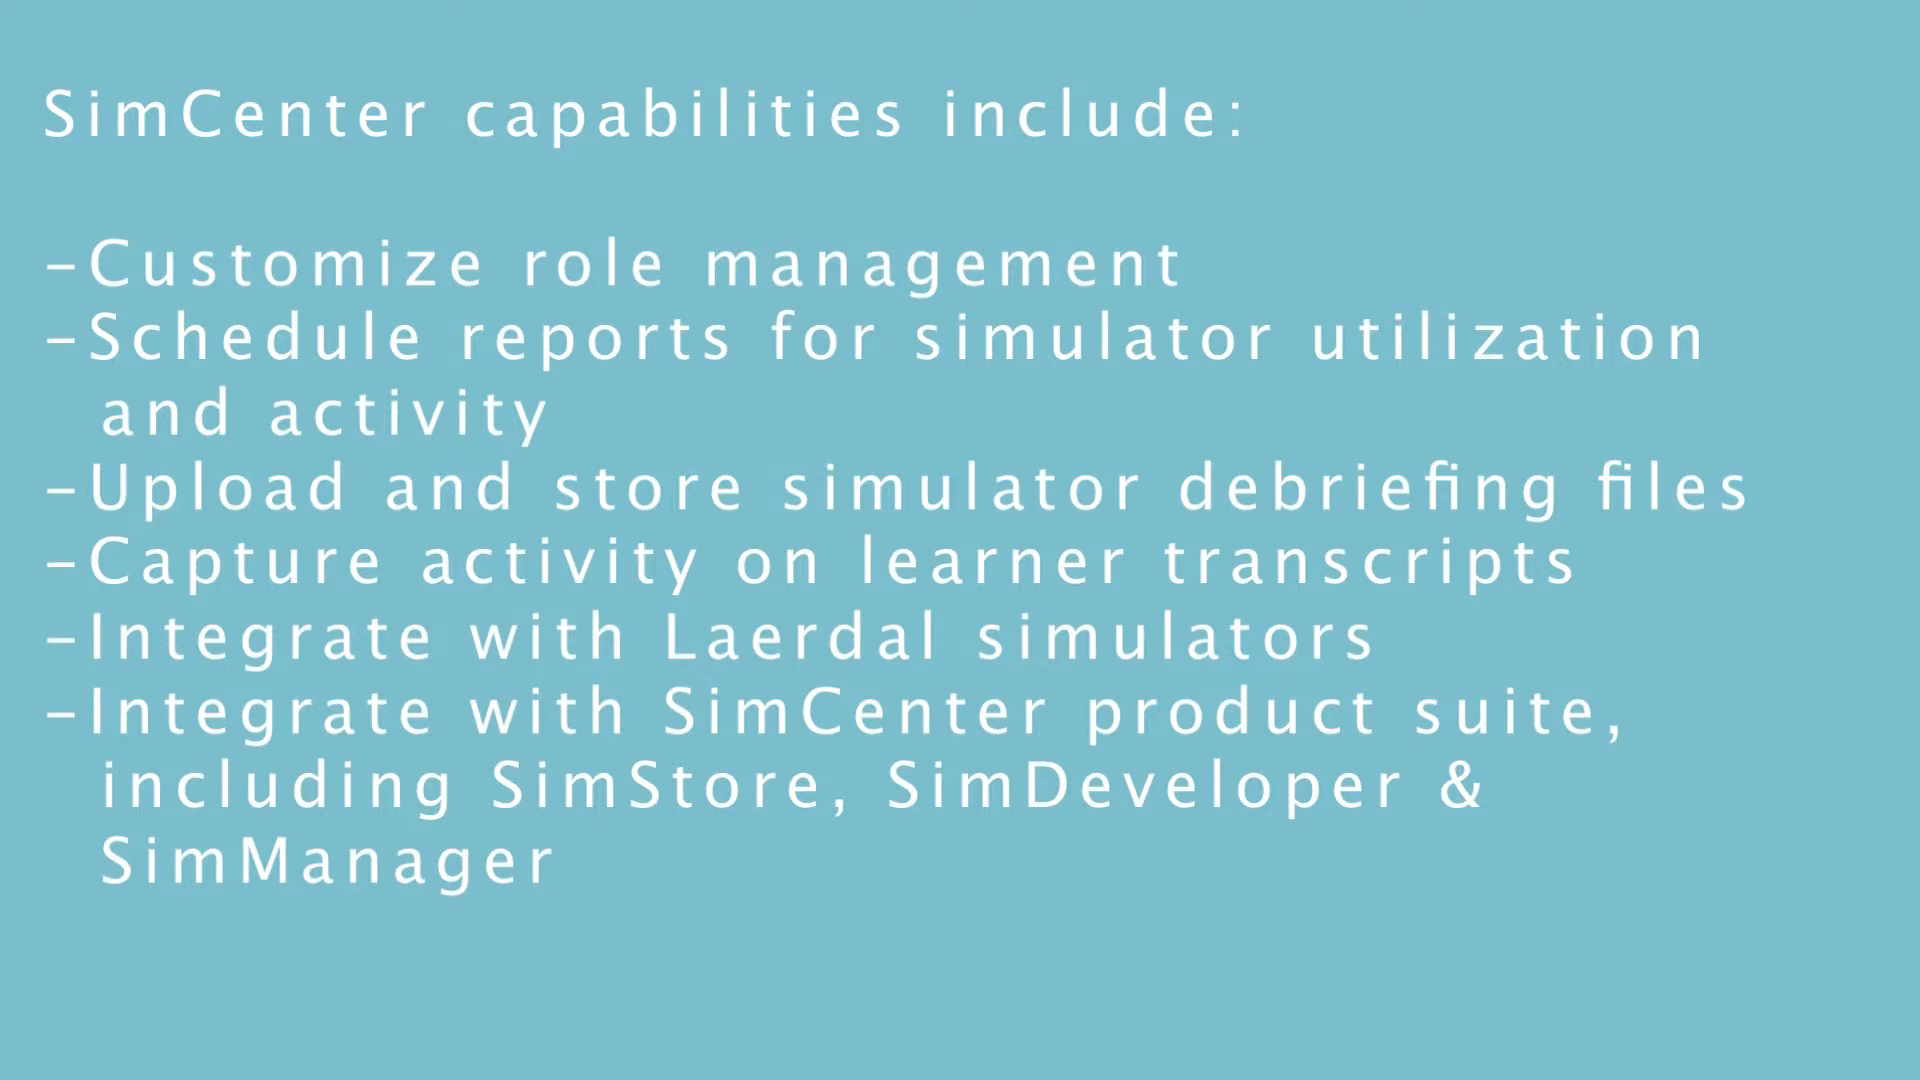 SimCenter capabilities include:
-Customize role management
-Schedule reports for simulator utilization
and activity
-Upload and store simulator debriefing files
-Capture activity on learner transcripts
-Integrate with Laerdal simulators
-Integrate with SimCenter product suite,
including SimStore, SimDeveloper &
SimManager